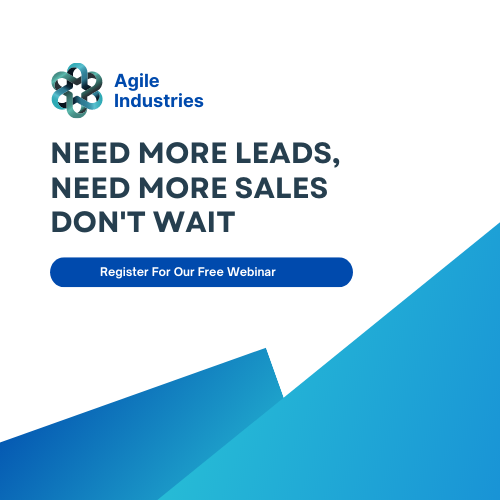 Agile
Industries
NEED MORE LEADS,
NEED MORE SALES
DON'T WAIT
Register For Our Free Webinar